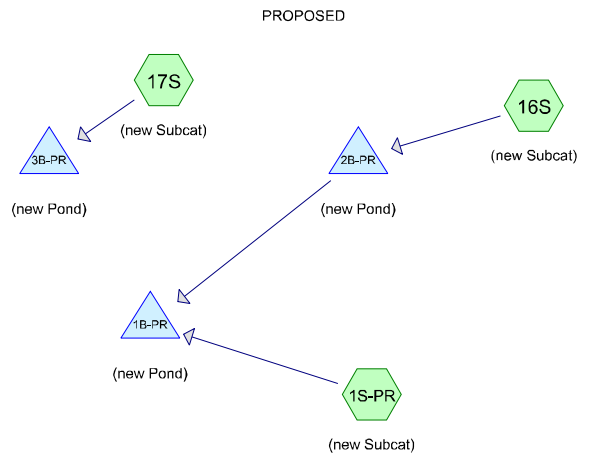 PROPOSED
17S
(new Subcat)
16S
(new Subcat)
3B-PR
(new Pond)
2B-PR
(new Pond)
1B-PR
(new Pond)
1S-PR
(new Subcat)